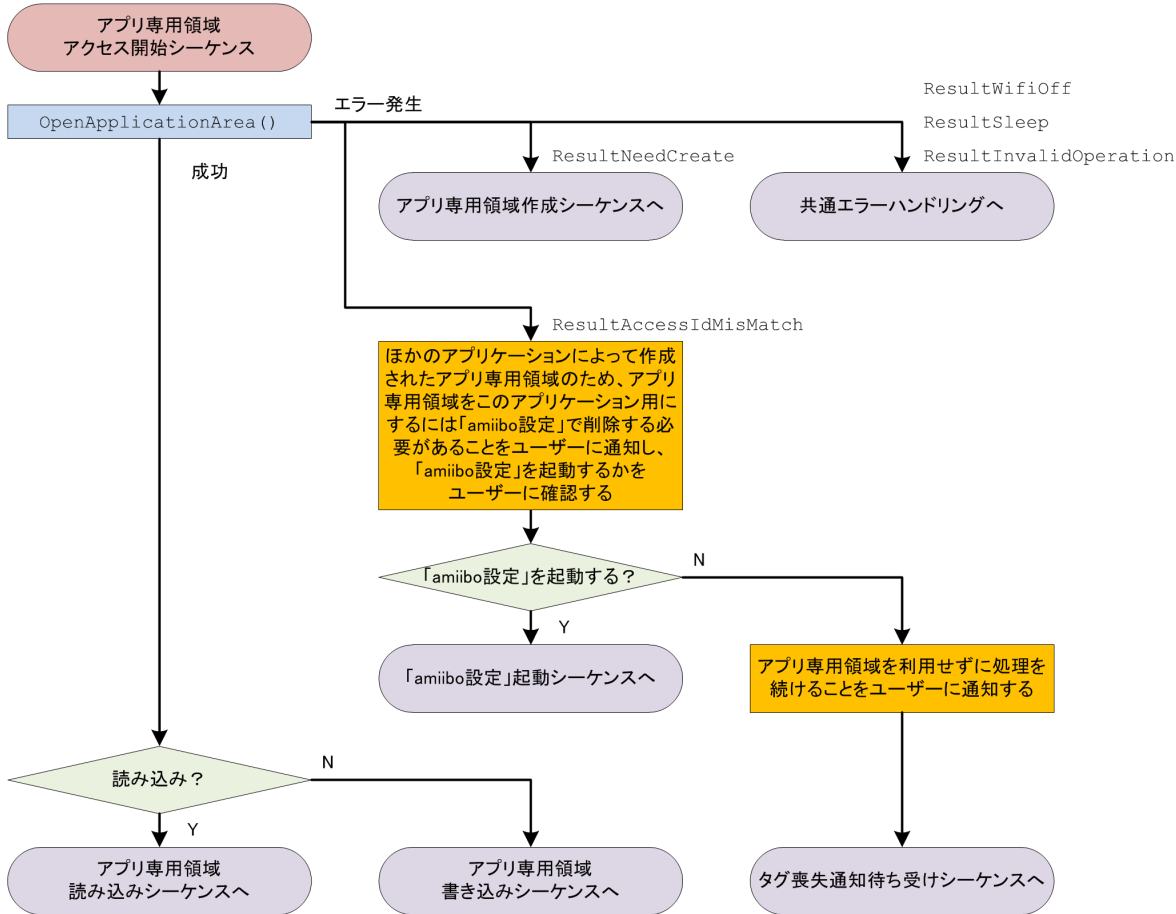 アプリ専用領域
アクセス開始シーケンス
OpenApplicationArea()
エラー発生
ResultWifiOff
ResultSleep
ResultInvalidOperation
ResultNeedCreate
成功
アプリ専用領域作成シーケンスへ
共通エラーハンドリングへ
ResultAccessIdMisMatch
ほかのアプリケーションによって作成
されたアプリ専用領域のため、アプリ
専用領域をこのアプリケーション用に
するには「amiibo設定」で削除する必
要があることをユーザーに通知し、
「amiibo設定」を起動するかを
ユーザーに確認する
「amiibo設定」を起動する？
N
Y
「amiibo設定」起動シーケンスへ
アプリ専用領域を利用せずに処理を
続けることをユーザーに通知する
読み込み？
N
Y
アプリ専用領域
読み込みシーケンスへ
アプリ専用領域
書き込みシーケンスへ
タグ喪失通知待ち受けシーケンスへ